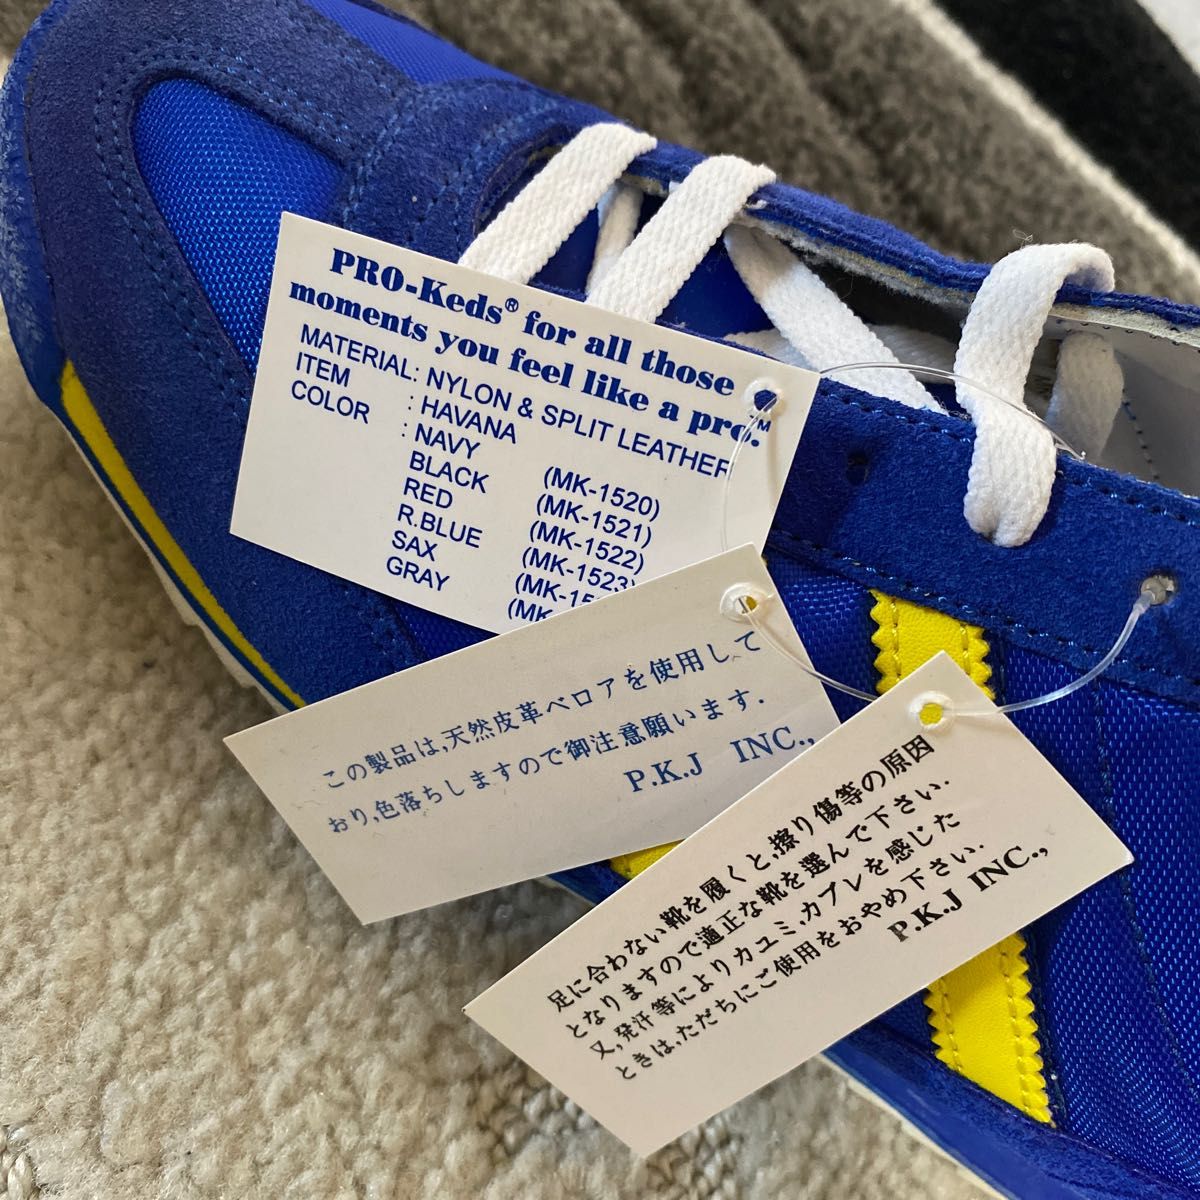 PRO-Keds® for all those
moments you feel like a pro.™
MATERIAL : NYLON & SPLIT LEATHER
ITEM : HAVANA
COLOR : NAVY (MK-1520)
BLACK (MK-1521)
RED (MK-1522)
R.BLUE (MK-1523)
SAX (MK-15
GRAY (MK-
この製品は,天然皮革ベロアを使用して
おり,色落ちしますので御注意願います.
P.K.J INC.,
足に合わない靴を履くと,擦り傷等の原因
となりますので適正な靴を選んで下さい.
又,発汗等によりカユミ,カブレを感じた
ときは,ただちにご使用をおやめ下さい.
P.K.J INC.,